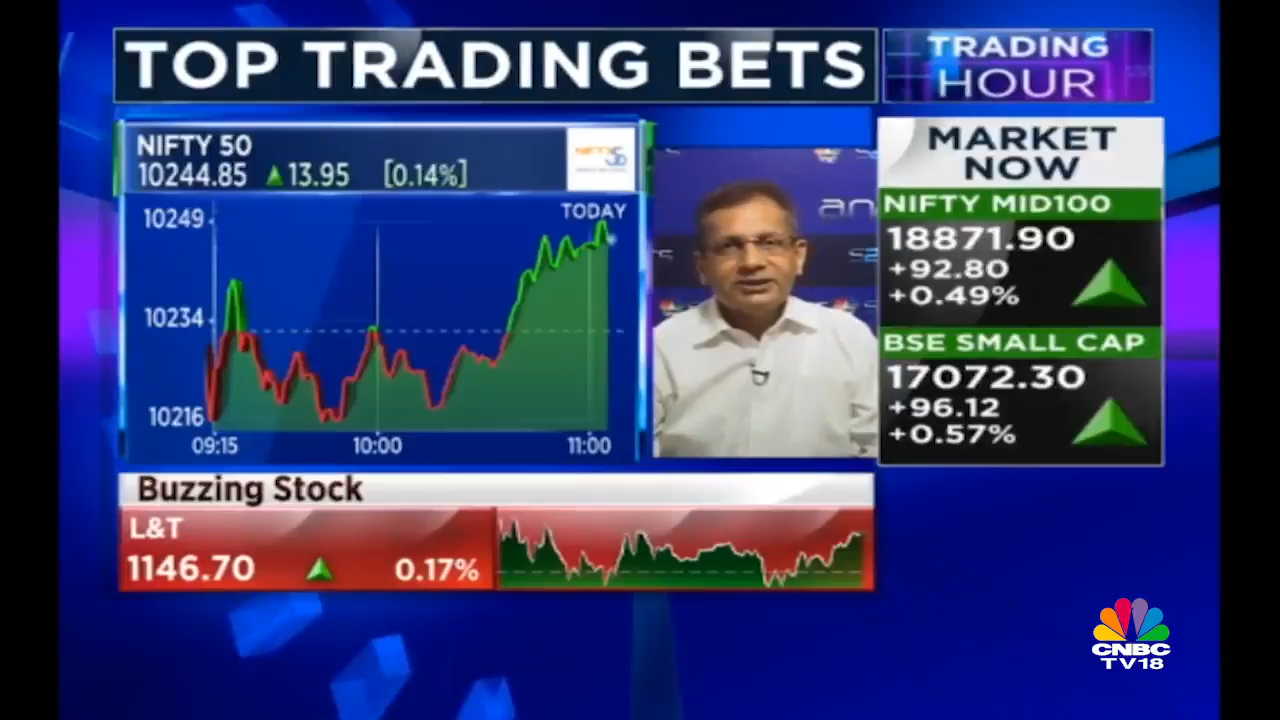 TOP TRADING BETS
TRADING
HOUR
NIFTY 50
10244.85 ▲ 13.95 [0.14%]
TODAY
10249
10234
10216
09:15 10:00 11:00
MARKET
NOW
NIFTY MID100
18871.90
+92.80
+0.49%
BSE SMALL CAP
17072.30
+96.12
+0.57%
Buzzing Stock
L&T
1146.70 ▲ 0.17%
CNBC
TV18